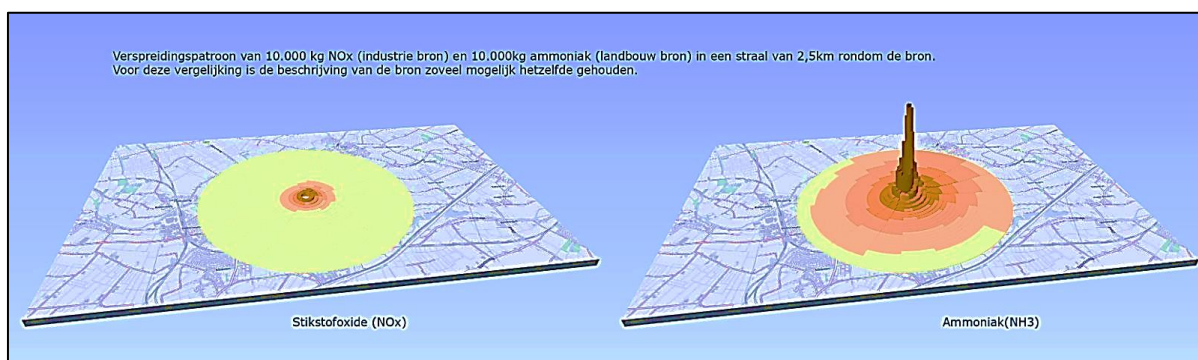 Verspreidingspatroon van 10.000 kg NOx (industrie bron) en 10.000kg ammoniak (landbouw bron) in een straal van 2,5km rondom de bron.
Voor deze vergelijking is de beschrijving van de bron zoveel mogelijk hetzelfde gehouden.
Stikstofoxide (NOx)
Ammoniak(NH3)